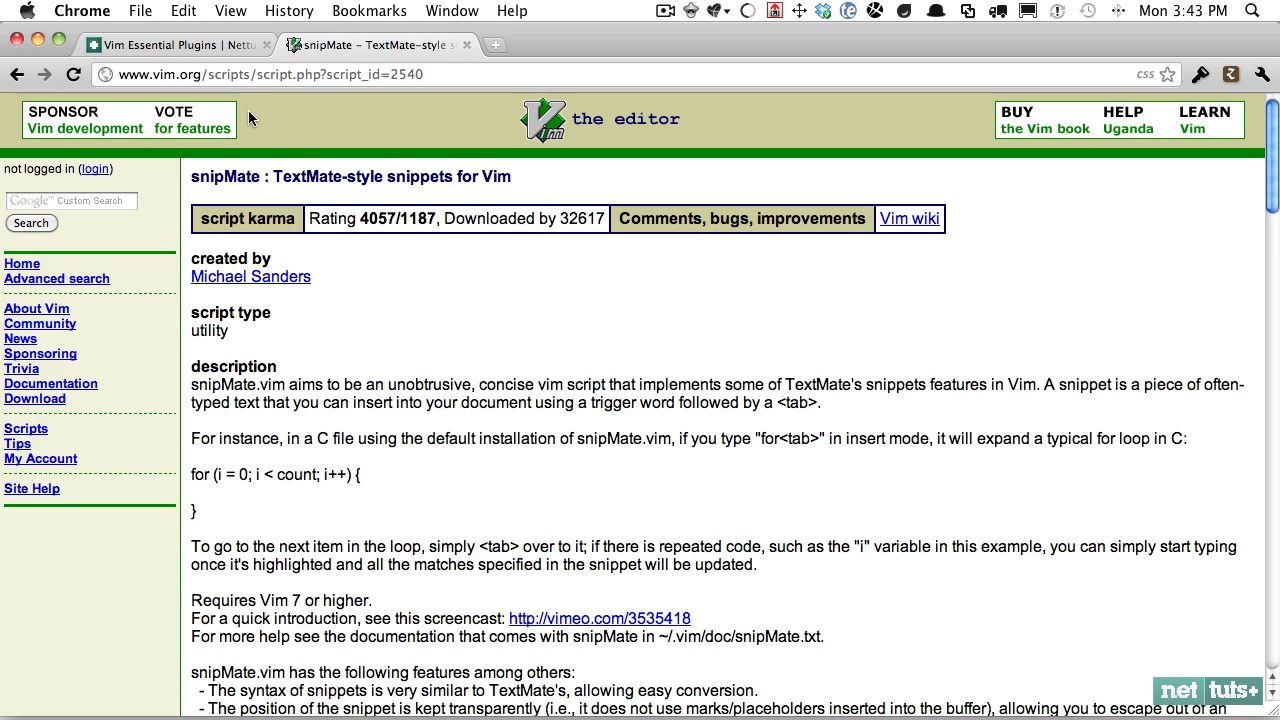 Chrome File Edit View History Bookmarks Window Help Mon 3:43 PM
Vim Essential Plugins | Nettu
snipMate - TextMate-style s
www.vim.org/scripts/script.php?script_id=2540
css
SPONSOR VOTE
Vim development for features
the editor
BUY HELP LEARN
the Vim book Uganda Vim
not logged in (login)
Google™ Custom Search
Search
Home
Advanced search
About Vim
Community
News
Sponsoring
Trivia
Documentation
Download
Scripts
Tips
My Account
Site Help
snipMate : TextMate-style snippets for Vim
script karma Rating 4057/1187, Downloaded by 32617 Comments, bugs, improvements Vim wiki
created by
Michael Sanders
script type
utility
description
snipMate.vim aims to be an unobtrusive, concise vim script that implements some of TextMate's snippets features in Vim. A snippet is a piece of often-
typed text that you can insert into your document using a trigger word followed by a <tab>.
For instance, in a C file using the default installation of snipMate.vim, if you type "for<tab>" in insert mode, it will expand a typical for loop in C:
for (i = 0; i < count; i++) {
}
To go to the next item in the loop, simply <tab> over to it; if there is repeated code, such as the "i" variable in this example, you can simply start typing
once it's highlighted and all the matches specified in the snippet will be updated.
Requires Vim 7 or higher.
For a quick introduction, see this screencast: http://vimeo.com/3535418
For more help see the documentation that comes with snipMate in ~/.vim/doc/snipMate.txt.
snipMate.vim has the following features among others:
- The syntax of snippets is very similar to TextMate's, allowing easy conversion.
- The position of the snippet is kept transparently (i.e., it does not use marks/placeholders inserted into the buffer), allowing you to escape out of an
net tuts+